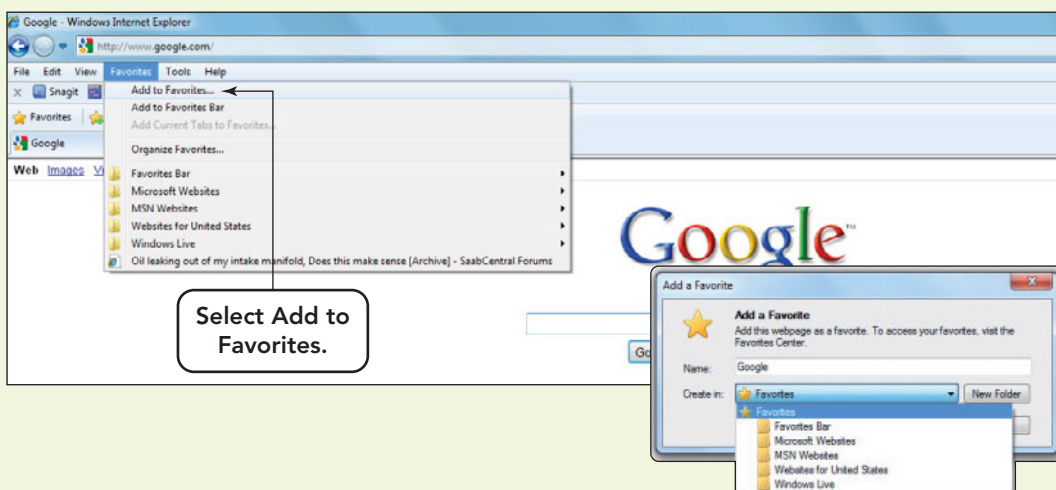 Google - Windows Internet Explorer
http://www.google.com/
File Edit View Favorites Tools Help
x Snagit
Favorites
Google
Web Images
Add to Favorites...
Add to Favorites Bar
Add Current Tabs to Favorites...
Organize Favorites...
Favorites Bar
Microsoft Websites
MSN Websites
Websites for United States
Windows Live
Oil leaking out of my intake manifold, Does this make sense [Archive] - SaabCentral Forums
Select Add to
Favorites.
Google™
Add a Favorite
Add a Favorite
Add this webpage as a favorite. To access your favorites, visit the
Favorites Center.
Name: Google
Create in: Favorites New Folder
Favorites
Favorites Bar
Microsoft Websites
MSN Websites
Websites for United States
Windows Live